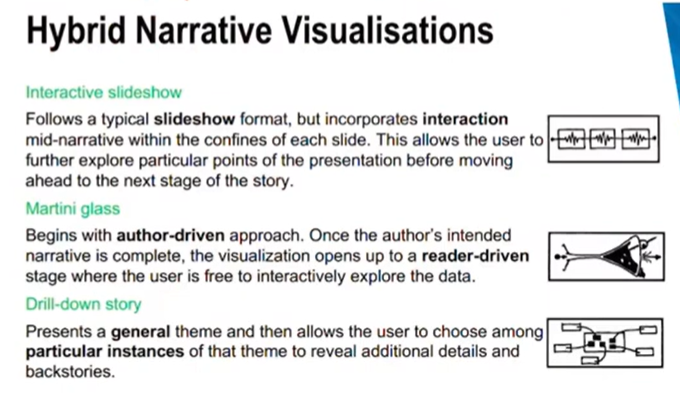 Hybrid Narrative Visualisations
Interactive slideshow
Follows a typical slideshow format, but incorporates interaction
mid-narrative within the confines of each slide. This allows the user to
further explore particular points of the presentation before moving
ahead to the next stage of the story.
Martini glass
Begins with author-driven approach. Once the author's intended
narrative is complete, the visualization opens up to a reader-driven
stage where the user is free to interactively explore the data.
Drill-down story
Presents a general theme and then allows the user to choose among
particular instances of that theme to reveal additional details and
backstories.